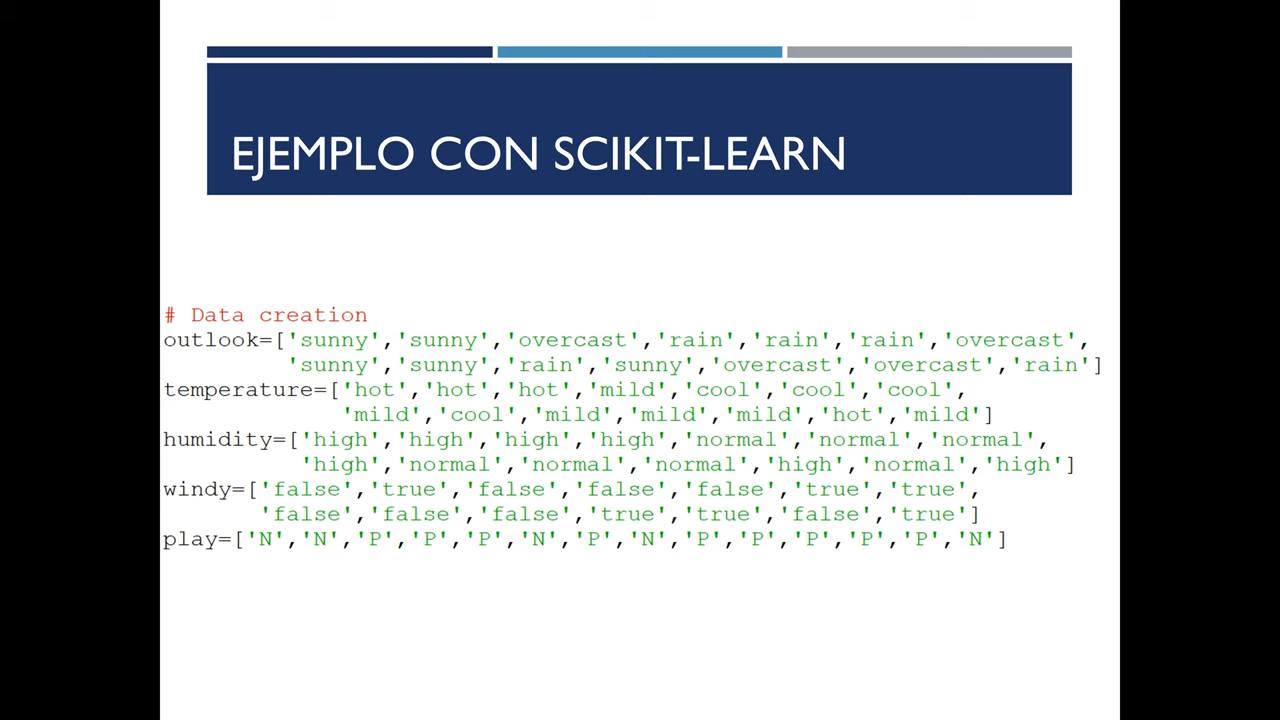 EJEMPLO CON SCIKIT-LEARN
# Data creation
outlook=['sunny','sunny','overcast','rain','rain','rain','overcast',
'sunny','sunny','rain','sunny','overcast','overcast','rain']
temperature=['hot','hot','hot','mild','cool','cool','cool',
'mild','cool','mild','mild','mild','hot','mild']
humidity=['high','high','high','high','normal','normal','normal',
'high','normal','normal','normal','high','normal','high']
windy=['false','true','false','false','false','true','true',
'false','false','false','true','true','false','true']
play=['N','N','P','P','P','N','P','N','P','P','P','P','P','N']